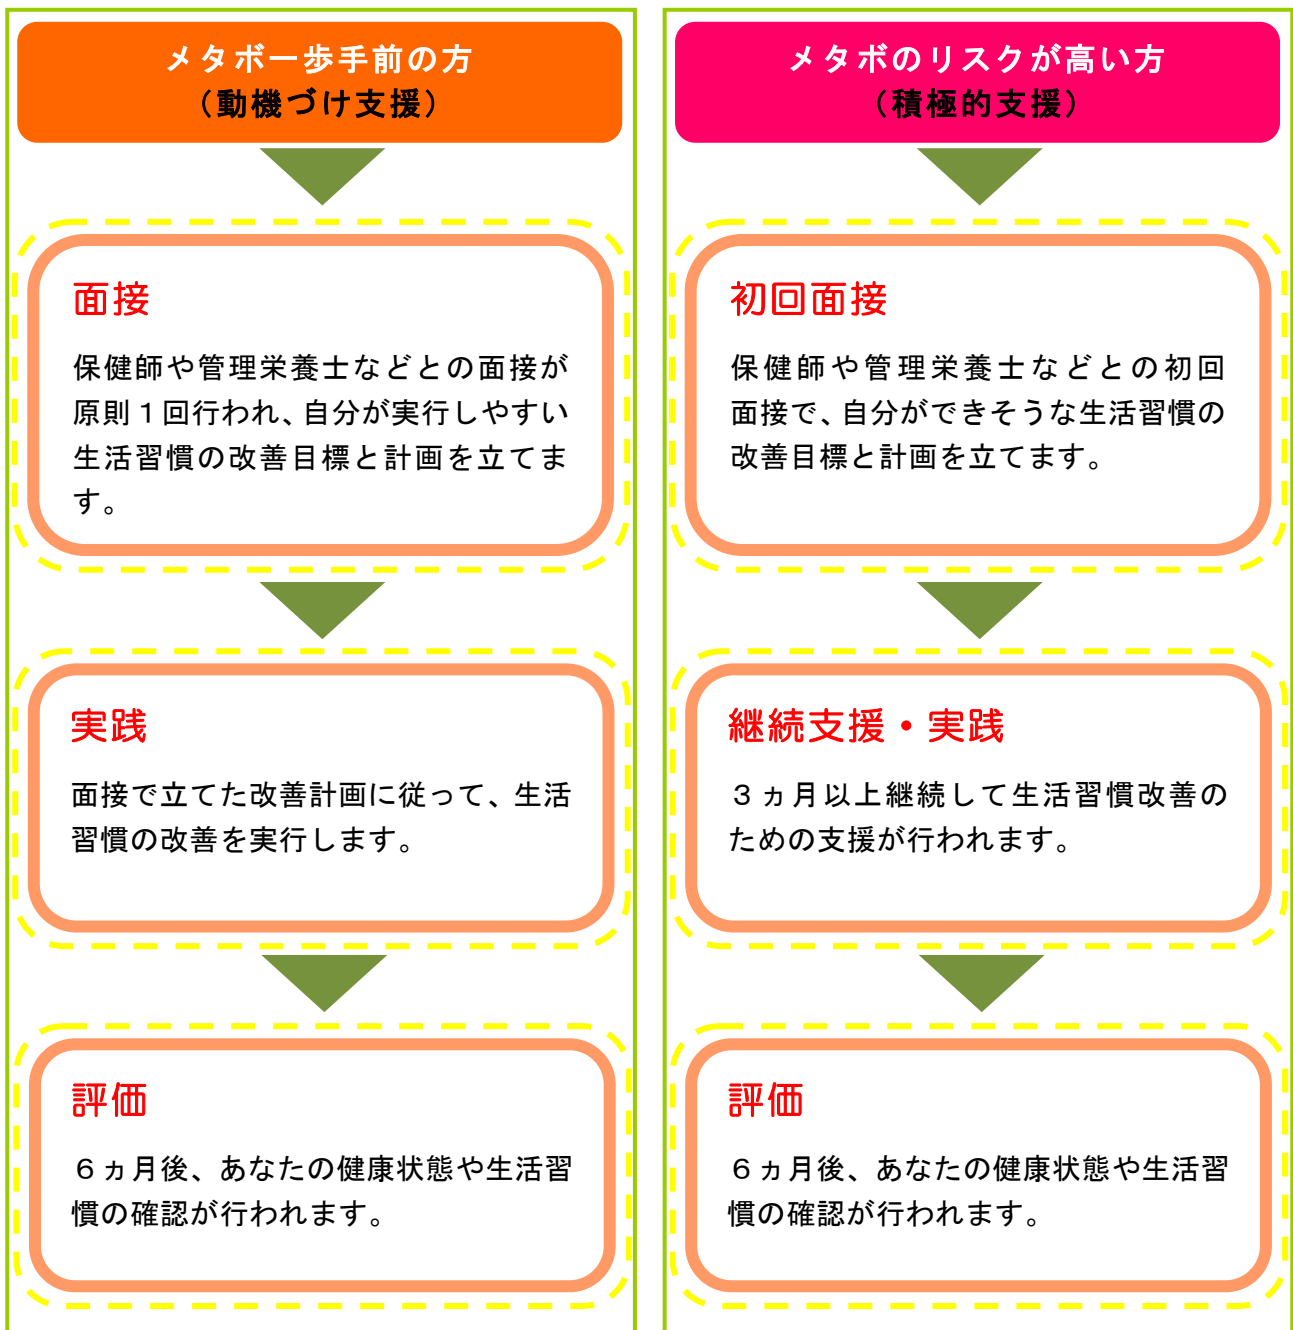 メタボ一歩手前の方
（動機づけ支援）
面接
保健師や管理栄養士などとの面接が
原則１回行われ、自分が実行しやすい
生活習慣の改善目標と計画を立てま
す。
実践
面接で立てた改善計画に従って、生活
習慣の改善を実行します。
評価
６ヵ月後、あなたの健康状態や生活習
慣の確認が行われます。
メタボのリスクが高い方
（積極的支援）
初回面接
保健師や管理栄養士などとの初回
面接で、自分ができそうな生活習慣の
改善目標と計画を立てます。
継続支援・実践
３ヵ月以上継続して生活習慣改善の
ための支援が行われます。
評価
６ヵ月後、あなたの健康状態や生活習
慣の確認が行われます。